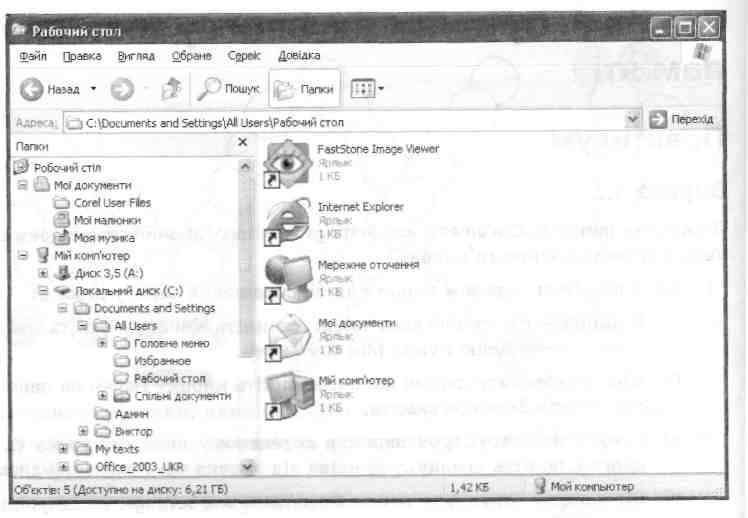 Рабочий стол
Файл Правка Вигляд Обране Сервіс Довідка
Назад Пошук Папки
Адреса: C:\Documents and Settings\All Users\Рабочий стол Перехід
Папки
Робочий стіл
Мої документи
Corel User Files
Мої малюнки
Моя музика
Мій комп'ютер
Диск 3,5 (A:)
Локальний диск (C:)
Documents and Settings
All Users
Головне меню
Избранное
Рабочий стол
Спільні документи
Админ
Виктор
My texts
Office_2003_UKR
FastStone Image Viewer
Ярлык
1 КБ
Internet Explorer
Ярлык
1 КБ
Мережне оточення
Ярлык
1 КБ
Мої документи
Ярлык
1 КБ
Мій комп'ютер
Ярлык
1 КБ
Об'єктів: 5 (Доступно на диску: 6,21 ГБ) 1,42 КБ Мой компьютер